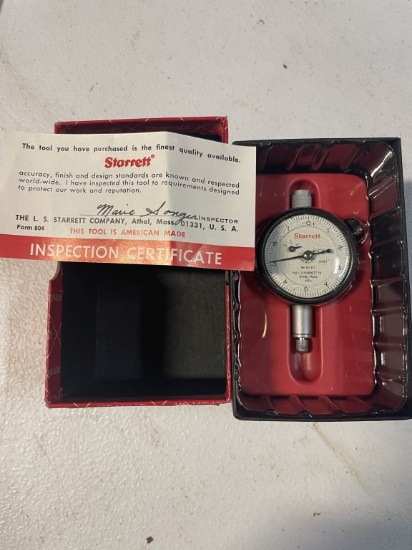 The tool you have purchased is the finest quality available.
Starrett®
accuracy, finish and design standards are known and respected
world-wide. I have inspected this tool to requirements designed
to protect our work and reputation.
INSPECTOR
THE L. S. STARRETT COMPANY, Athol, Mass. 01331, U. S. A.
Form 804
THIS TOOL IS AMERICAN MADE
INSPECTION CERTIFICATE
Starrett